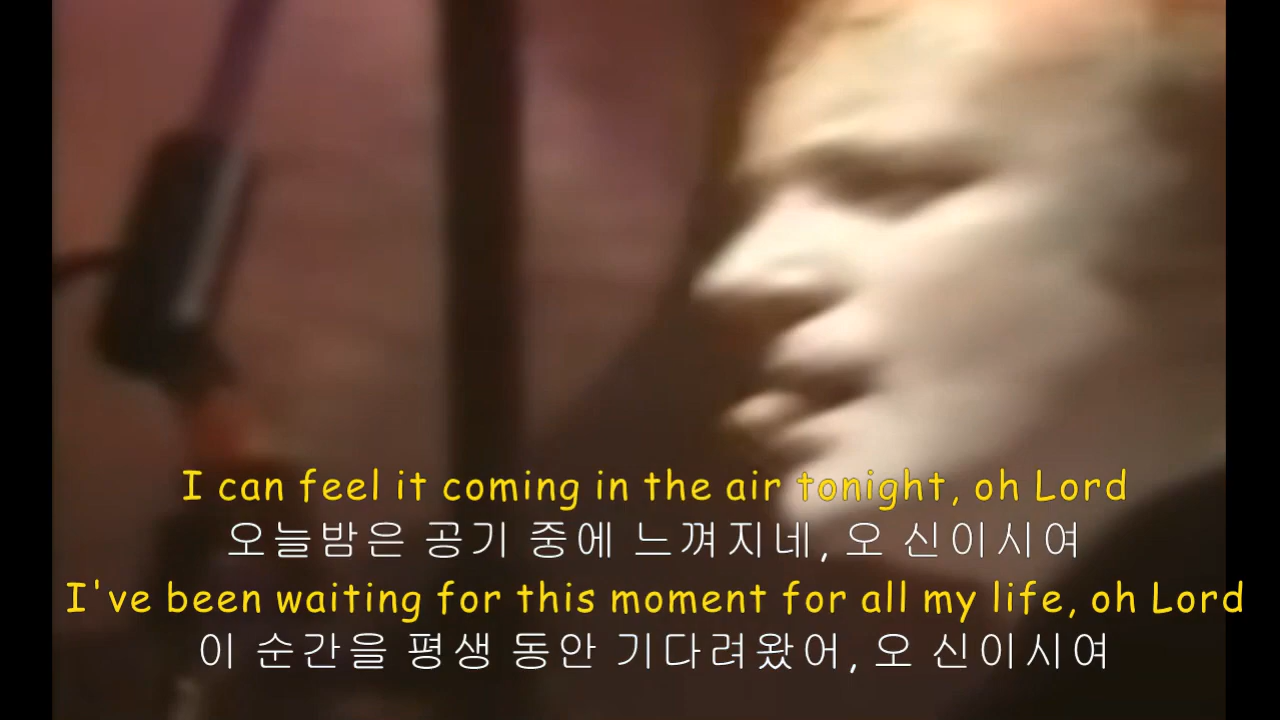 I can feel it coming in the air tonight, oh Lord
오늘밤은 공기 중에 느껴지네, 오 신이시여
I've been waiting for this moment for all my life, oh Lord
이 순간을 평생 동안 기다려왔어, 오 신이시여